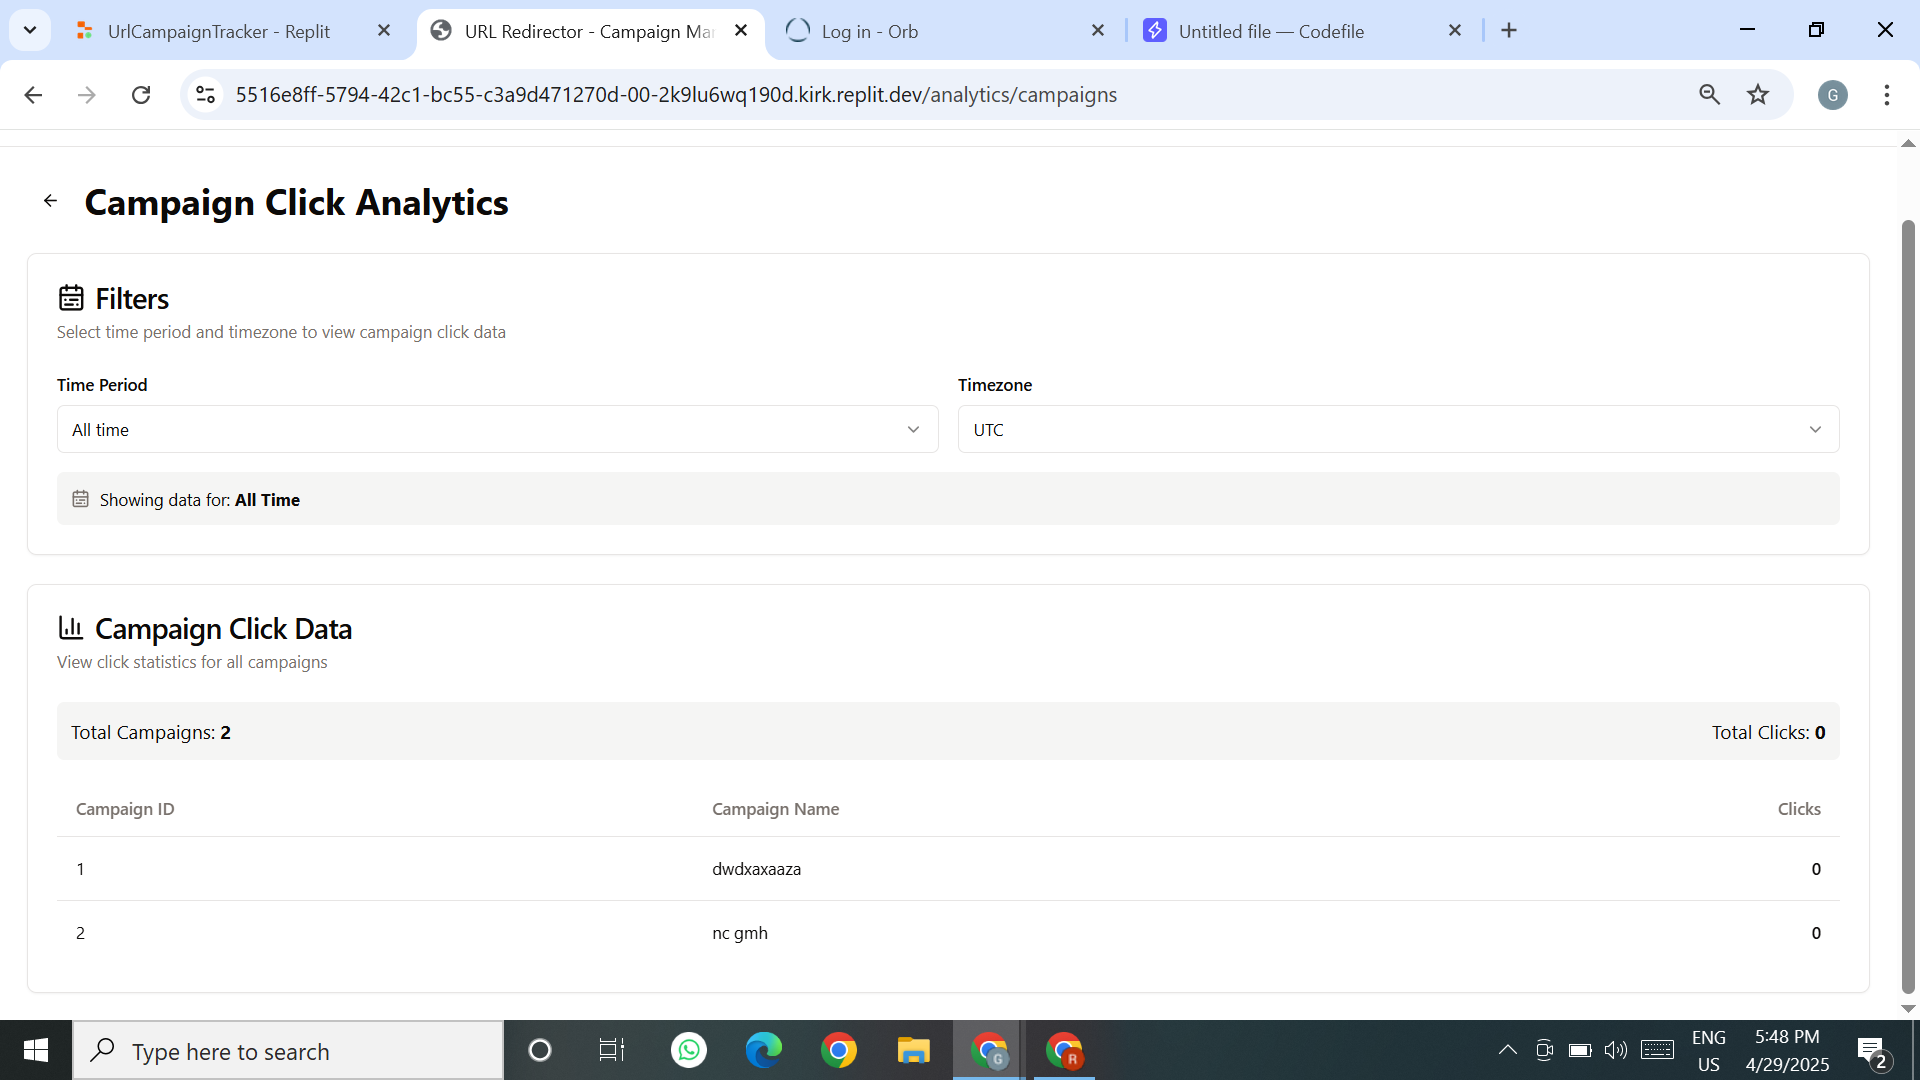 UrlCampaignTracker - Replit
URL Redirector - Campaign Mar
Log in - Orb
Untitled file — Codefile
5516e8ff-5794-42c1-bc55-c3a9d471270d-00-2k9lu6wq190d.kirk.replit.dev/analytics/campaigns
G
Campaign Click Analytics
Filters
Select time period and timezone to view campaign click data
Time Period
Timezone
All time
UTC
Showing data for: All Time
Campaign Click Data
View click statistics for all campaigns
Total Campaigns: 2
Total Clicks: 0
Campaign ID
Campaign Name
Clicks
1
dwdxaxaaza
0
2
nc gmh
0
Type here to search
G
R
ENG
US
5:48 PM
4/29/2025
2